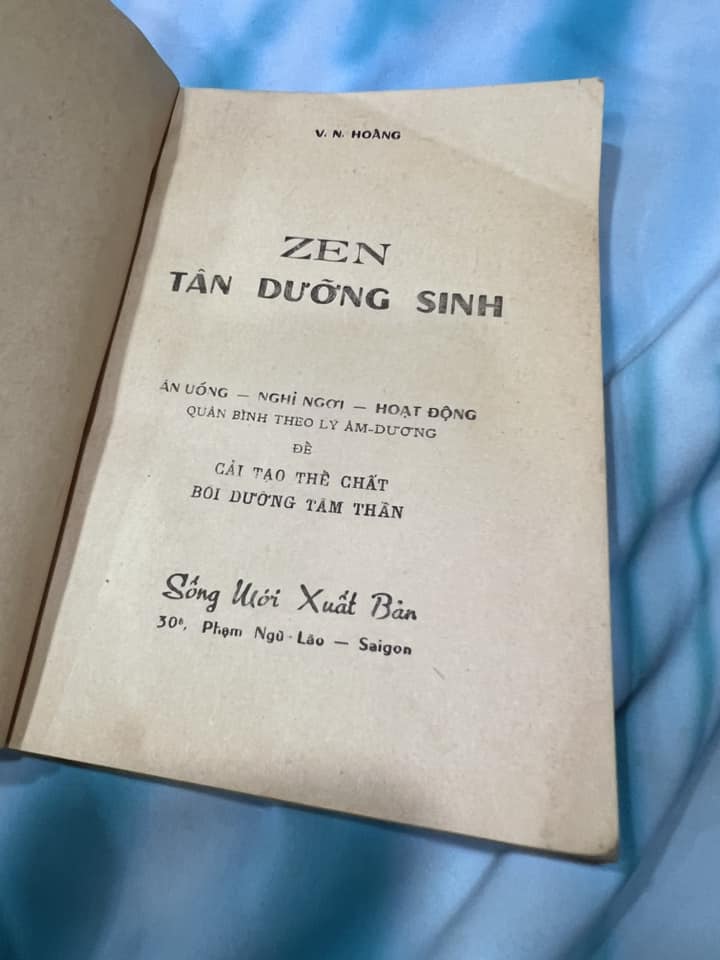 V. N. HOÀNG
ZEN
TÂN DƯỠNG SINH
ĂN UỐNG — NGHỈ NGƠI — HOẠT ĐỘNG
QUÂN BÌNH THEO LÝ ÂM-DƯƠNG
ĐỂ
CẢI TẠO THỂ CHẤT
BỒI DƯỠNG TÂM THẦN
Sống Mới Xuất Bản
30ᴮ, Phạm Ngũ-Lão — Saigon